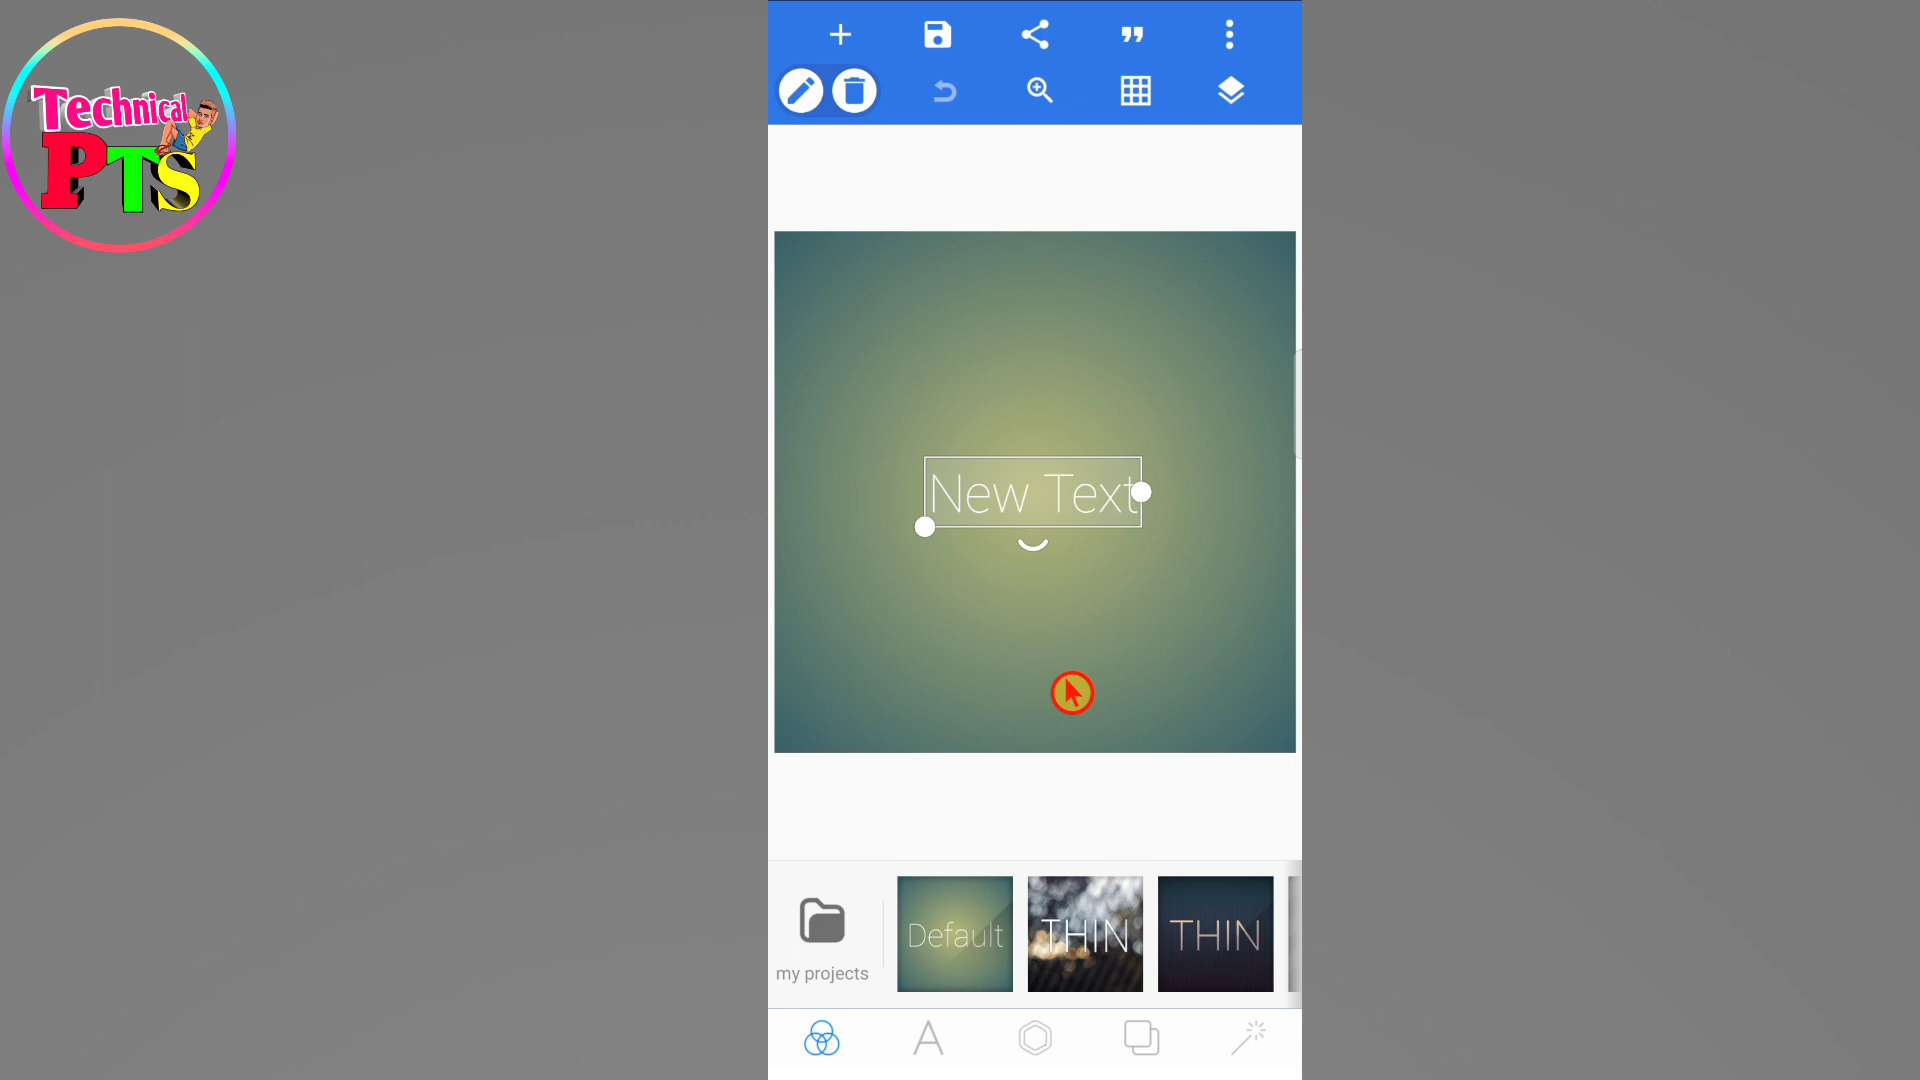 Technical
PTS
New Text
my projects
Default
THIN
THIN